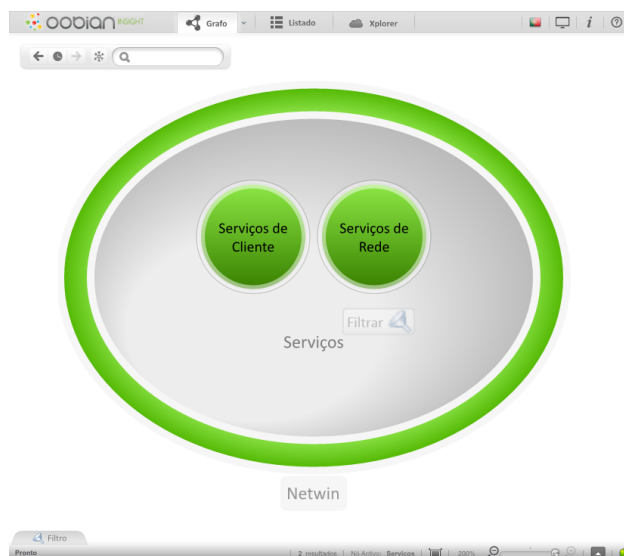 oobian INSIGHT
Grafo
Listado
Xplorer
i
?
Serviços de
Cliente
Serviços de
Rede
Filtrar
Serviços
Netwin
Filtro
Pronto
2 resultados | Nó Activo: Serviços | 200%